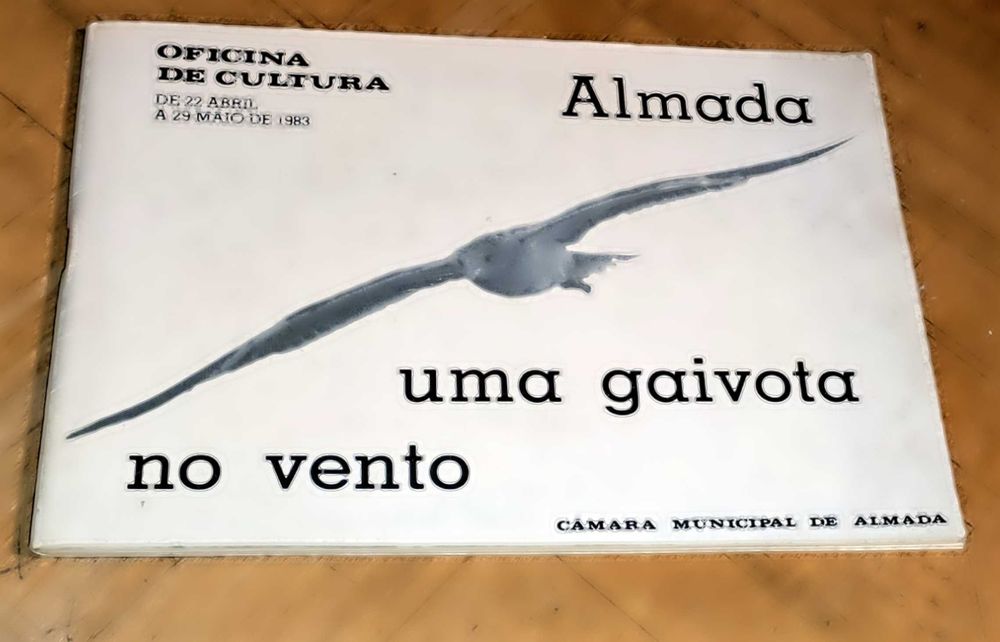 OFICINA
DE CULTURA
DE 22 ABRIL
A 29 MAIO DE 1983
Almada
uma gaivota
no vento
CÂMARA MUNICIPAL DE ALMADA